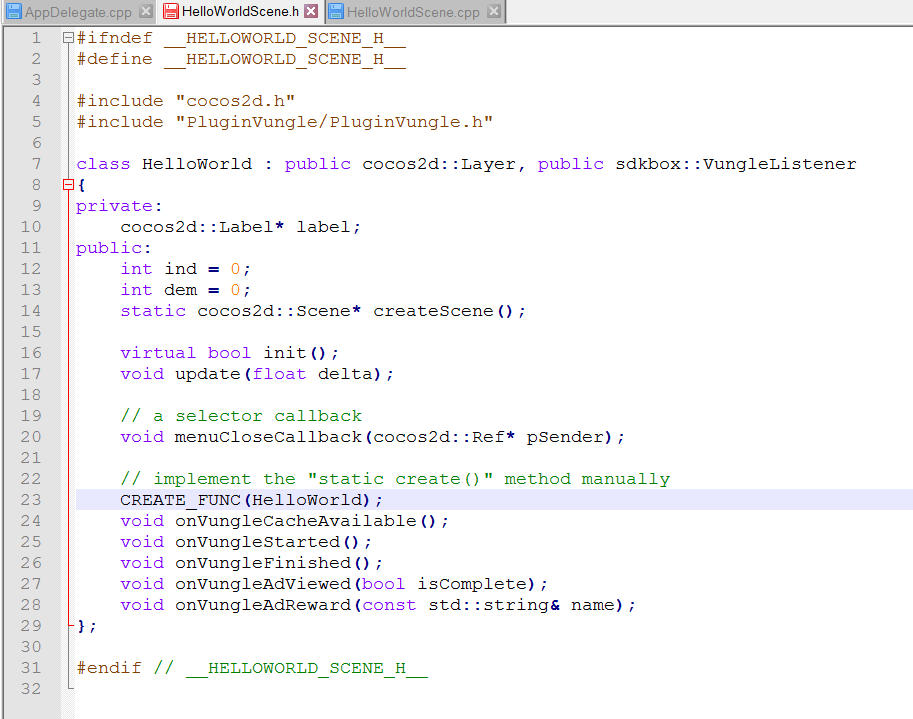 AppDelegate.cpp HelloWorldScene.h HelloWorldScene.cpp
1 #ifndef __HELLOWORLD_SCENE_H__
2 #define __HELLOWORLD_SCENE_H__
3
4 #include "cocos2d.h"
5 #include "PluginVungle/PluginVungle.h"
6
7 class HelloWorld : public cocos2d::Layer, public sdkbox::VungleListener
8 {
9 private:
10     cocos2d::Label* label;
11 public:
12     int ind = 0;
13     int dem = 0;
14     static cocos2d::Scene* createScene();
15
16     virtual bool init();
17     void update(float delta);
18
19     // a selector callback
20     void menuCloseCallback(cocos2d::Ref* pSender);
21
22     // implement the "static create()" method manually
23     CREATE_FUNC(HelloWorld);
24     void onVungleCacheAvailable();
25     void onVungleStarted();
26     void onVungleFinished();
27     void onVungleAdViewed(bool isComplete);
28     void onVungleAdReward(const std::string& name);
29 };
30
31 #endif // __HELLOWORLD_SCENE_H__
32